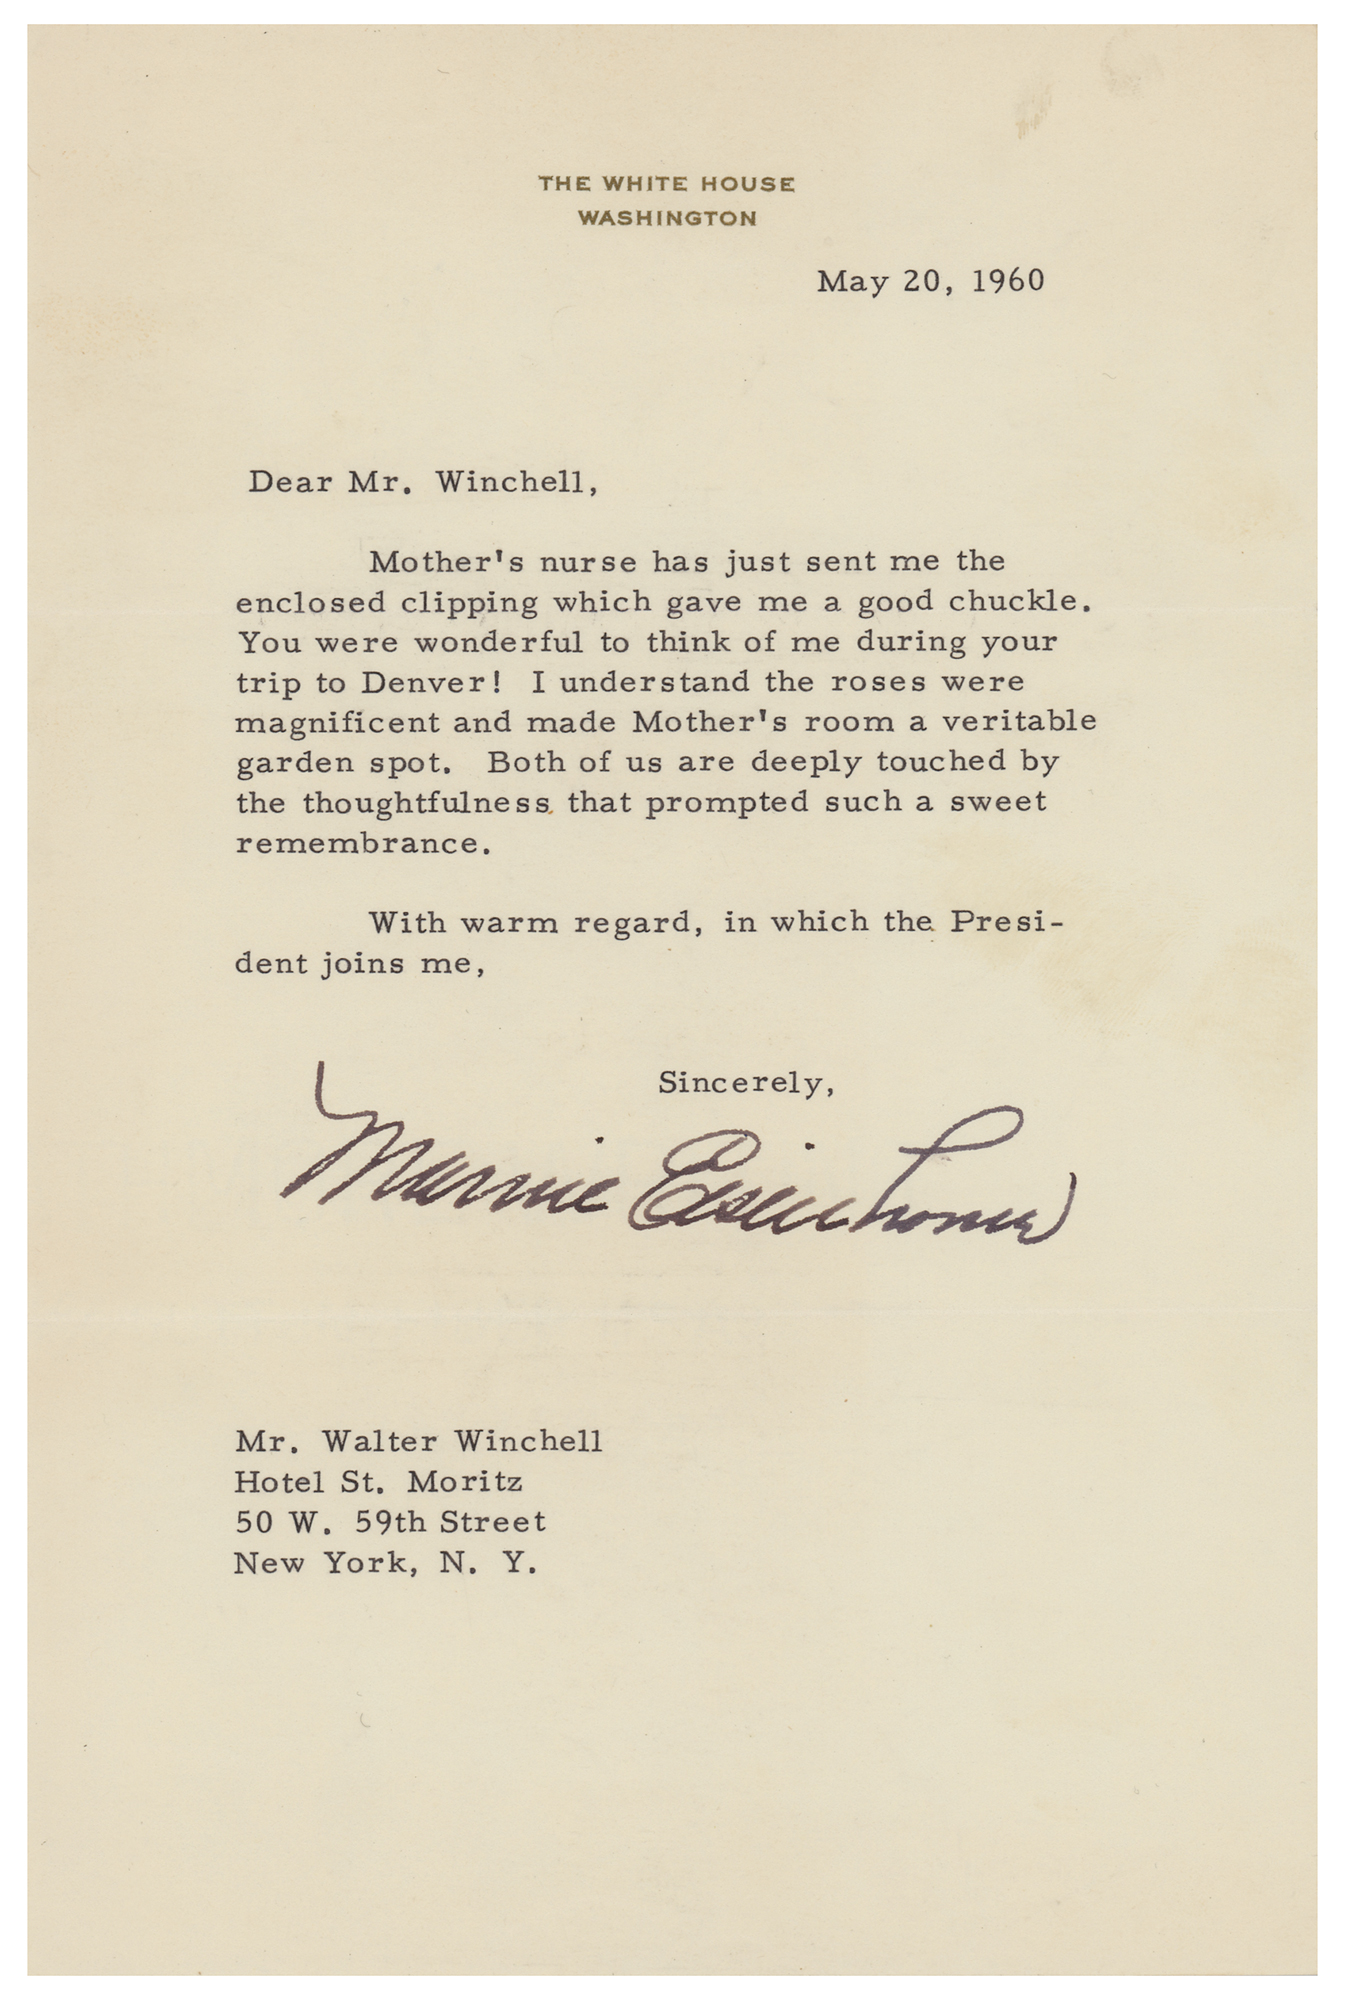 THE WHITE HOUSE
WASHINGTON
May 20, 1960
Dear Mr. Winchell,
Mother's nurse has just sent me the
enclosed clipping which gave me a good chuckle.
You were wonderful to think of me during your
trip to Denver! I understand the roses were
magnificent and made Mother's room a veritable
garden spot. Both of us are deeply touched by
the thoughtfulness that prompted such a sweet
remembrance.
With warm regard, in which the Presi-
dent joins me,
Sincerely,
Mamie Eisenhower
Mr. Walter Winchell
Hotel St. Moritz
50 W. 59th Street
New York, N. Y.